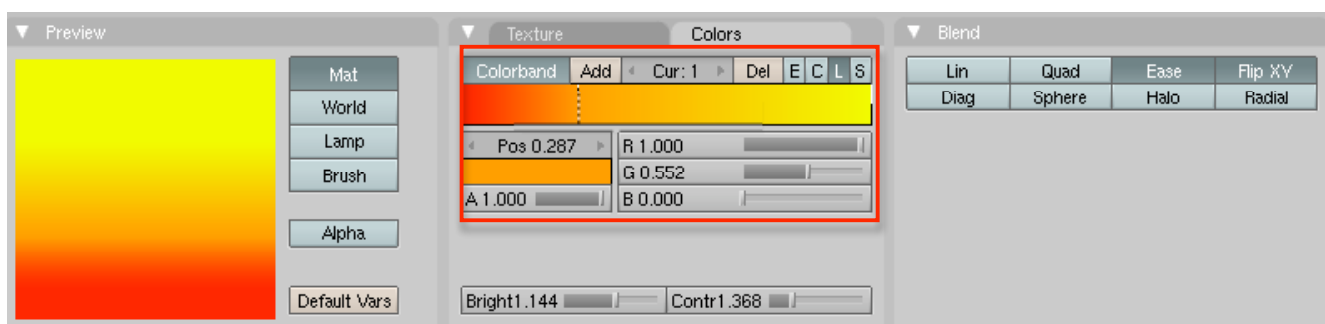 Preview
Mat
World
Lamp
Brush
Alpha
Default Vars
Texture Colors
Colorband Add Cur: 1 Del E C L S
Pos 0.287 R 1.000
G 0.552
A 1.000 B 0.000
Bright1.144 Contr1.368
Blend
Lin Quad Ease Flip XY
Diag Sphere Halo Radial